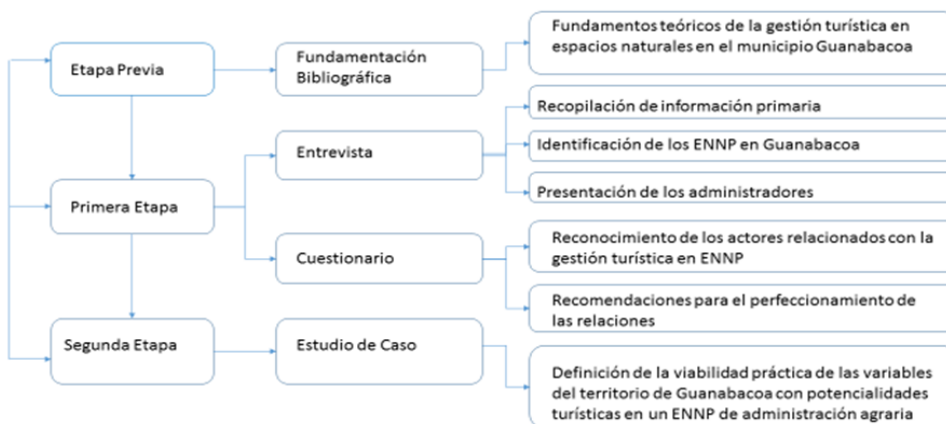 Etapa Previa
Fundamentación
Bibliográfica
Fundamentos teóricos de la gestión turística en
espacios naturales en el municipio Guanabacoa
Primera Etapa
Entrevista
Recopilación de información primaria
Identificación de los ENNP en Guanabacoa
Presentación de los administradores
Cuestionario
Reconocimiento de los actores relacionados con la
gestión turística en ENNP
Recomendaciones para el perfeccionamiento de
las relaciones
Segunda Etapa
Estudio de Caso
Definición de la viabilidad práctica de las variables
del territorio de Guanabacoa con potencialidades
turísticas en un ENNP de administración agraria